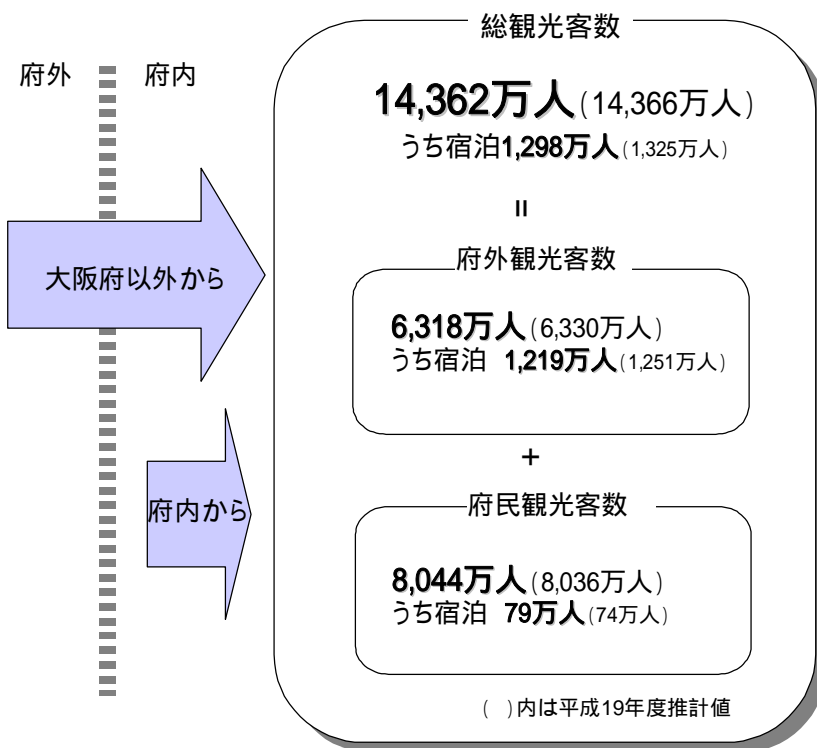 総観光客数
府外
府内
14,362万人(14,366万人)
うち宿泊1,298万人(1,325万人)
=
大阪府以外から
府外観光客数
6,318万人(6,330万人)
うち宿泊 1,219万人(1,251万人)
+
府内から
府民観光客数
8,044万人(8,036万人)
うち宿泊 79万人(74万人)
( )内は平成19年度推計値